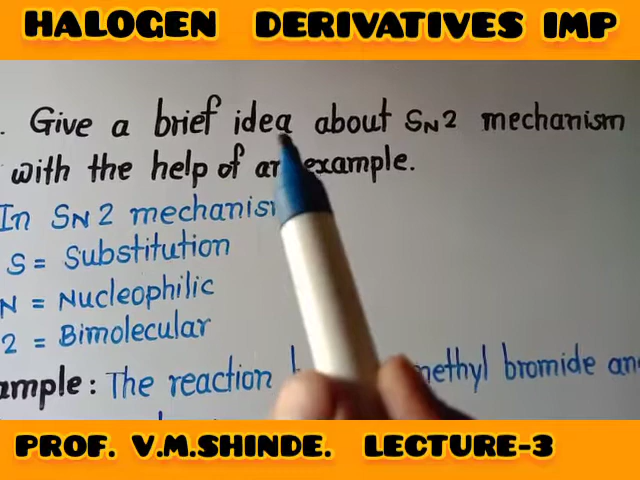 HALOGEN DERIVATIVES IMP
. Give a brief idea about SN2 mechanism
with the help of an example.
In SN2 mechanis
S = Substitution
N = Nucleophilic
2 = Bimolecular
ample: The reaction methyl bromide an
PROF. V.M.SHINDE. LECTURE-3